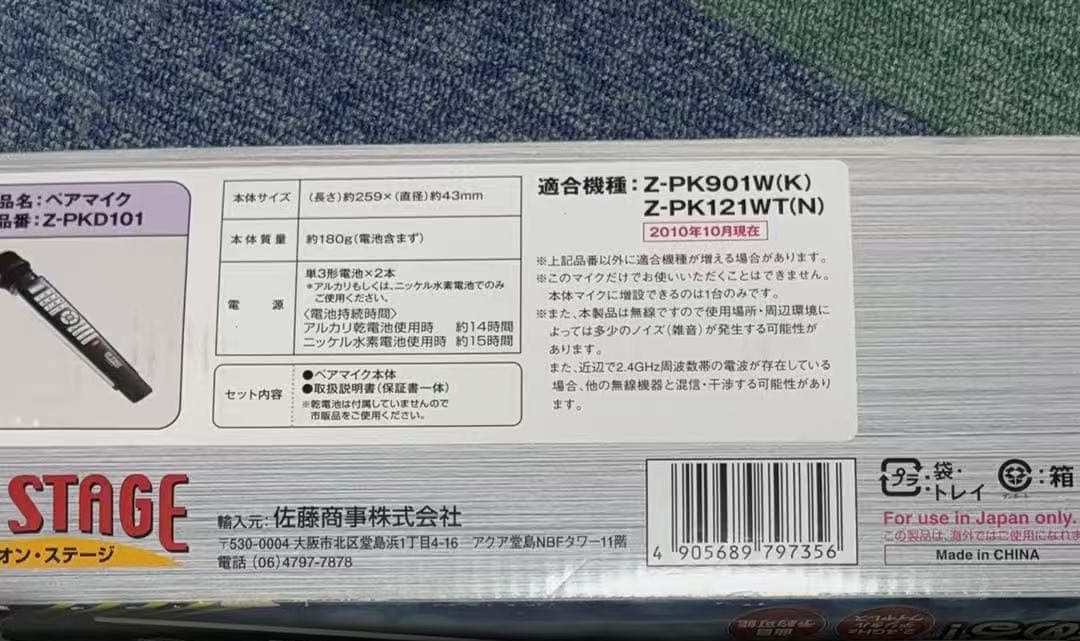 品名:ペアマイク
品番:Z-PKD101
本体サイズ (長さ)約259×(直径)約43mm
本体質量 約180g(電池含まず)
電源
単3形電池×2本
*アルカリもしくは、ニッケル水素電池でのみ
ご使用ください。
〈電池持続時間〉
アルカリ乾電池使用時 約14時間
ニッケル水素電池使用時 約15時間
セット内容
●ペアマイク本体
●取扱説明書(保証書一体)
※乾電池は付属していませんので
市販品をご使用ください。
適合機種:Z-PK901W(K)
Z-PK121WT(N)
2010年10月現在
※上記品番以外に適合機種が増える場合があります。
※このマイクだけでお使いいただくことはできません。
本体マイクに増設できるのは1台のみです。
※また、本製品は無線ですので使用場所・周辺環境に
よっては多少のノイズ(雑音)が発生する可能性が
あります。
また、近辺で2.4GHz周波数帯の電波が存在している
場合、他の無線機器と混信・干渉する可能性があり
ます。
STAGE
オン・ステージ
輸入元:佐藤商事株式会社
〒530-0004 大阪市北区堂島浜1丁目4-16 アクア堂島NBFタワー11階
電話 (06)4797-7878
4 905689 797356
プラ:袋・
トレイ
ダンボール:箱
For use in Japan only.
この製品は、海外ではご使用になれま
Made in CHINA